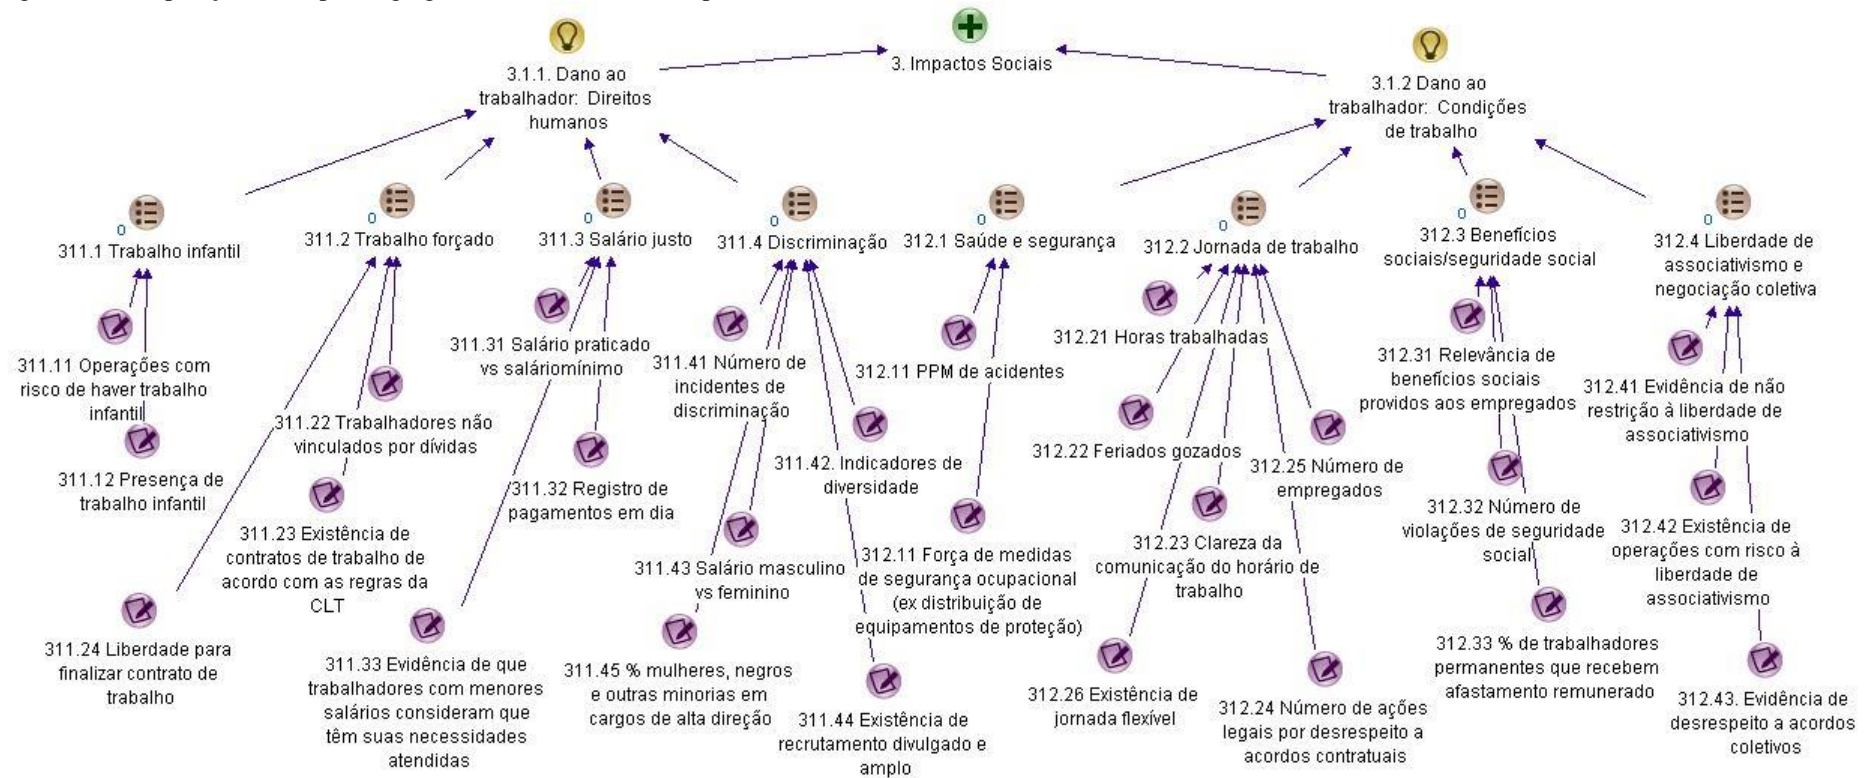 3. Impactos Sociais
3.1.1. Dano ao
trabalhador: Direitos
humanos
3.1.2 Dano ao
trabalhador: Condições
de trabalho
0
311.1 Trabalho infantil
0
311.2 Trabalho forçado
0
311.3 Salário justo
0
311.4 Discriminação
0
312.1 Saúde e segurança
0
312.2 Jornada de trabalho
0
312.3 Benefícios
sociais/seguridade social
0
312.4 Liberdade de
associativismo e
negociação coletiva
311.11 Operações com
risco de haver trabalho
infantil
311.12 Presença de
trabalho infantil
311.22 Trabalhadores não
vinculados por dívidas
311.23 Existência de
contratos de trabalho de
acordo com as regras da
CLT
311.24 Liberdade para
finalizar contrato de
trabalho
311.31 Salário praticado
vs saláriomínimo
311.32 Registro de
pagamentos em dia
311.33 Evidência de que
trabalhadores com menores
salários consideram que
têm suas necessidades
atendidas
311.41 Número de
incidentes de
discriminação
311.42. Indicadores de
diversidade
311.43 Salário masculino
vs feminino
311.45 % mulheres, negros
e outras minorias em
cargos de alta direção
311.44 Existência de
recrutamento divulgado e
amplo
312.11 PPM de acidentes
312.11 Força de medidas
de segurança ocupacional
(ex distribuição de
equipamentos de proteção)
312.21 Horas trabalhadas
312.22 Feriados gozados
312.25 Número de
empregados
312.23 Clareza da
comunicação do horário de
trabalho
312.26 Existência de
jornada flexível
312.24 Número de ações
legais por desrespeito a
acordos contratuais
312.31 Relevância de
benefícios sociais
providos aos empregados
312.32 Número de
violações de seguridade
social
312.33 % de trabalhadores
permanentes que recebem
afastamento remunerado
312.41 Evidência de não
restrição à liberdade de
associativismo
312.42 Existência de
operações com risco à
liberdade de
associativismo
312.43. Evidência de
desrespeito a acordos
coletivos